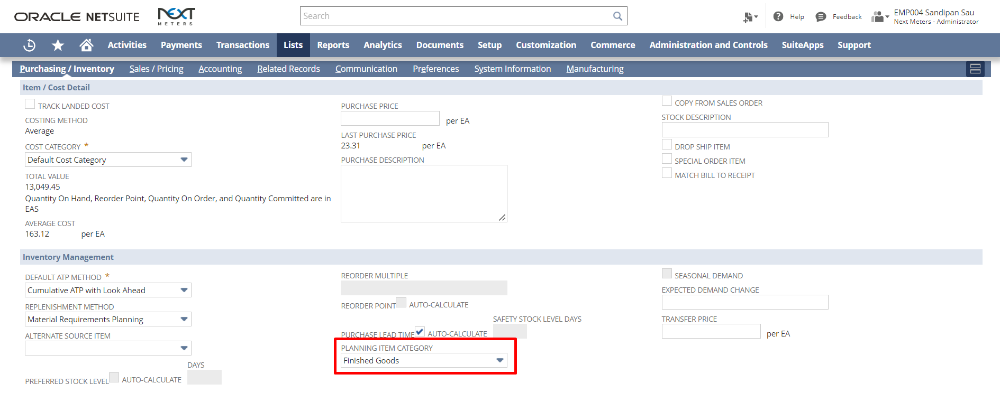 ORACLE NETSUITE
NEXT
METERS
Search
Help
Feedback
EMP004 Sandipan Sau
Next Meters - Administrator
Activities Payments Transactions Lists Reports Analytics Documents Setup Customization Commerce Administration and Controls SuiteApps Support
Purchasing / Inventory Sales / Pricing Accounting Related Records Communication Preferences System Information Manufacturing
Item / Cost Detail
TRACK LANDED COST
COSTING METHOD
Average
COST CATEGORY *
Default Cost Category
TOTAL VALUE
13,049.45
Quantity On Hand, Reorder Point, Quantity On Order, and Quantity Committed are in
EAS
AVERAGE COST
163.12 per EA
PURCHASE PRICE
per EA
LAST PURCHASE PRICE
23.31 per EA
PURCHASE DESCRIPTION
COPY FROM SALES ORDER
STOCK DESCRIPTION
DROP SHIP ITEM
SPECIAL ORDER ITEM
MATCH BILL TO RECEIPT
Inventory Management
DEFAULT ATP METHOD *
Cumulative ATP with Look Ahead
REPLENISHMENT METHOD
Material Requirements Planning
ALTERNATE SOURCE ITEM
DAYS
PREFERRED STOCK LEVEL AUTO-CALCULATE
REORDER MULTIPLE
REORDER POINT AUTO-CALCULATE
SAFETY STOCK LEVEL DAYS
PURCHASE LEAD TIME AUTO-CALCULATE
PLANNING ITEM CATEGORY
Finished Goods
SEASONAL DEMAND
EXPECTED DEMAND CHANGE
TRANSFER PRICE
per EA